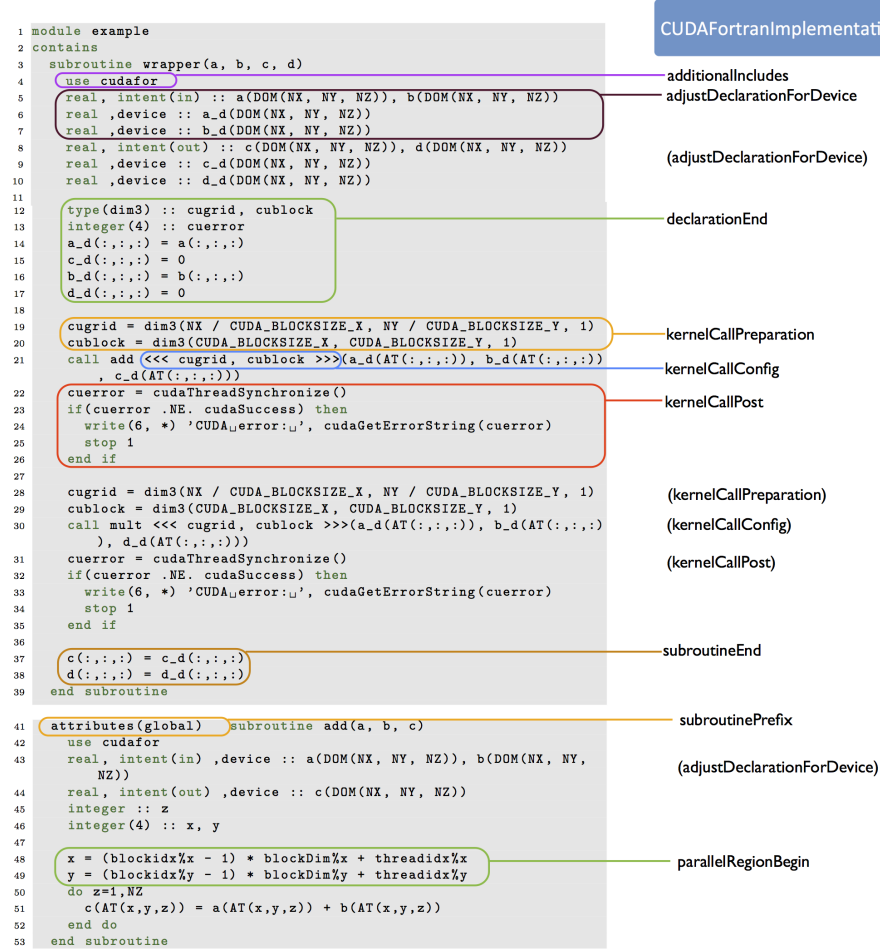 CUDAFortranImplementati
1 module example
2 contains
3 subroutine wrapper(a, b, c, d)
4 use cudafor
additionalIncludes
5 real, intent(in) :: a(DOM(NX, NY, NZ)), b(DOM(NX, NY, NZ))
adjustDeclarationForDevice
6 real ,device :: a_d(DOM(NX, NY, NZ))
7 real ,device :: b_d(DOM(NX, NY, NZ))
8 real, intent(out) :: c(DOM(NX, NY, NZ)), d(DOM(NX, NY, NZ))
(adjustDeclarationForDevice)
9 real ,device :: c_d(DOM(NX, NY, NZ))
10 real ,device :: d_d(DOM(NX, NY, NZ))
11
12 type(dim3) :: cugrid, cublock
declarationEnd
13 integer(4) :: cuerror
14 a_d(:,:,:) = a(:,:,:)
15 c_d(:,:,:) = 0
16 b_d(:,:,:) = b(:,:,:)
17 d_d(:,:,:) = 0
18
19 cugrid = dim3(NX / CUDA_BLOCKSIZE_X, NY / CUDA_BLOCKSIZE_Y, 1)
kernelCallPreparation
20 cublock = dim3(CUDA_BLOCKSIZE_X, CUDA_BLOCKSIZE_Y, 1)
21 call add <<< cugrid, cublock >>>(a_d(AT(:,:,:)), b_d(AT(:,:,:))
kernelCallConfig
, c_d(AT(:,:,:)))
22 cuerror = cudaThreadSynchronize()
kernelCallPost
23 if(cuerror .NE. cudaSuccess) then
24 write(6, *) 'CUDA␣error:␣', cudaGetErrorString(cuerror)
25 stop 1
26 end if
27
28 cugrid = dim3(NX / CUDA_BLOCKSIZE_X, NY / CUDA_BLOCKSIZE_Y, 1)
(kernelCallPreparation)
29 cublock = dim3(CUDA_BLOCKSIZE_X, CUDA_BLOCKSIZE_Y, 1)
30 call mult <<< cugrid, cublock >>>(a_d(AT(:,:,:)), b_d(AT(:,:,:)
(kernelCallConfig)
), d_d(AT(:,:,:)))
31 cuerror = cudaThreadSynchronize()
(kernelCallPost)
32 if(cuerror .NE. cudaSuccess) then
33 write(6, *) 'CUDA␣error:␣', cudaGetErrorString(cuerror)
34 stop 1
35 end if
36
37 c(:,:,:) = c_d(:,:,:)
subroutineEnd
38 d(:,:,:) = d_d(:,:,:)
39 end subroutine
41 attributes(global) subroutine add(a, b, c)
subroutinePrefix
42 use cudafor
43 real, intent(in) ,device :: a(DOM(NX, NY, NZ)), b(DOM(NX, NY,
NZ))
(adjustDeclarationForDevice)
44 real, intent(out) ,device :: c(DOM(NX, NY, NZ))
45 integer :: z
46 integer(4) :: x, y
47
48 x = (blockidx%x - 1) * blockDim%x + threadidx%x
parallelRegionBegin
49 y = (blockidx%y - 1) * blockDim%y + threadidx%y
50 do z=1,NZ
51 c(AT(x,y,z)) = a(AT(x,y,z)) + b(AT(x,y,z))
52 end do
53 end subroutine